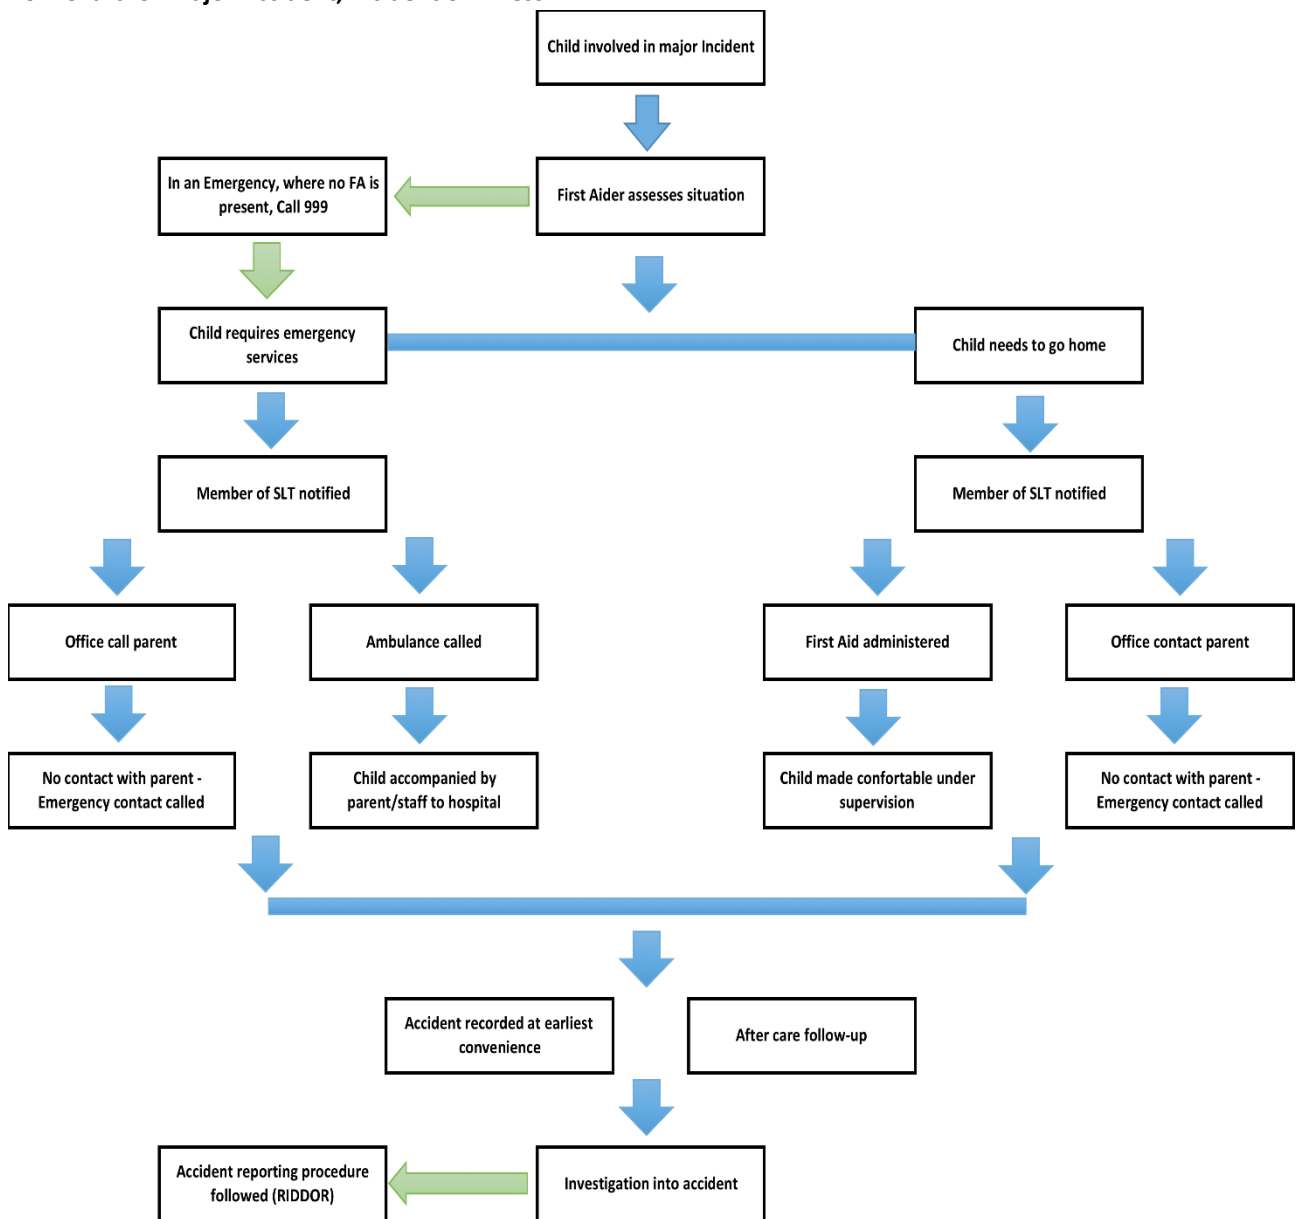 Child involved in major Incident
In an Emergency, where no FA is
present, Call 999
First Aider assesses situation
Child requires emergency
services
Child needs to go home
Member of SLT notified
Member of SLT notified
Office call parent
Ambulance called
First Aid administered
Office contact parent
No contact with parent -
Emergency contact called
Child accompanied by
parent/staff to hospital
Child made confortable under
supervision
No contact with parent -
Emergency contact called
Accident recorded at earliest
convenience
After care follow-up
Accident reporting procedure
followed (RIDDOR)
Investigation into accident